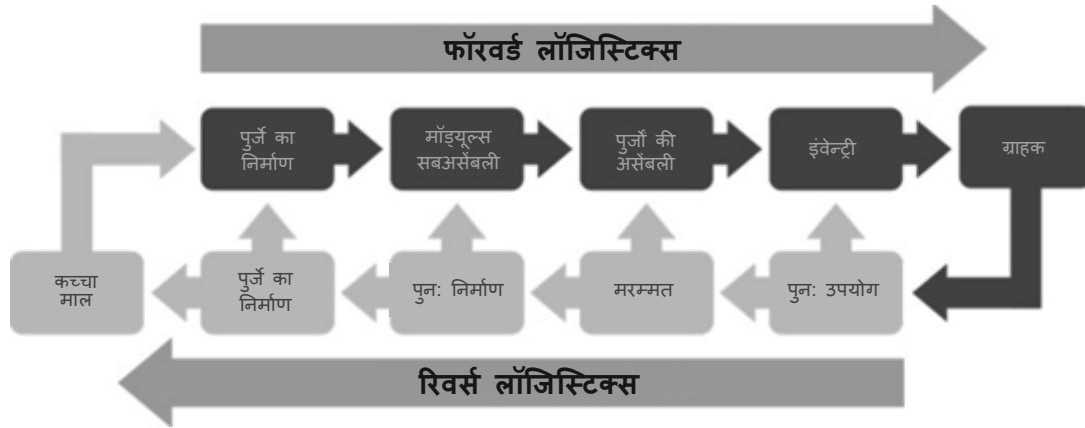 फॉरवर्ड लॉजिस्टिक्स
पुर्जे का
निर्माण
मॉड्यूल्स
सबअसेंबली
पुर्जों की
असेंबली
इंवेन्ट्री
ग्राहक
कच्चा
माल
पुर्जे का
निर्माण
पुन: निर्माण
मरम्मत
पुन: उपयोग
रिवर्स लॉजिस्टिक्स